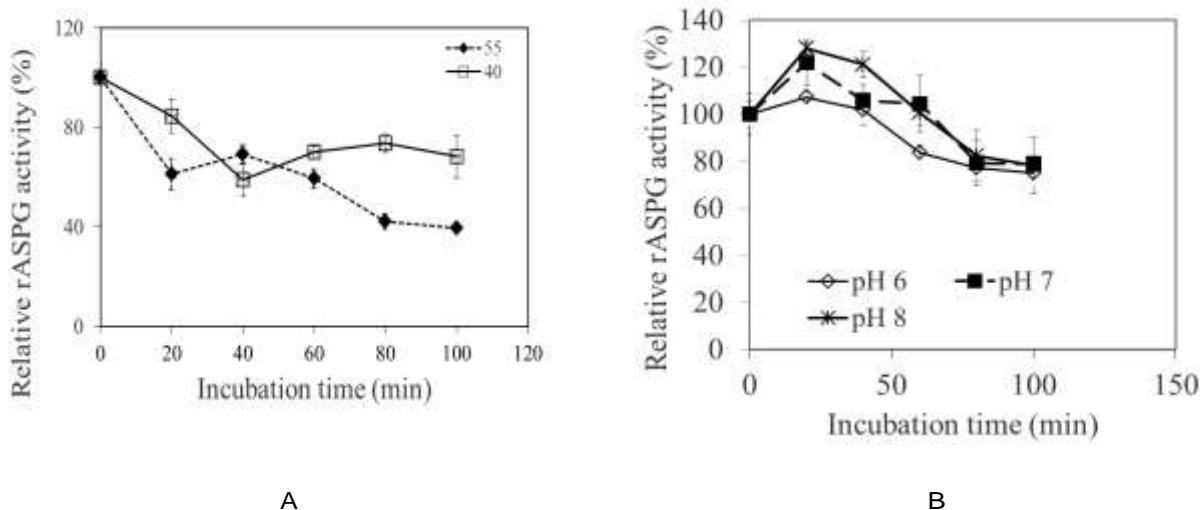 Relative rASPG activity (%)
120
80
40
0
55
40
0 20 40 60 80 100 120
Incubation time (min)
A
Relative rASPG activity (%)
140
120
100
80
60
40
20
0
pH 6 pH 7
pH 8
0 50 100 150
Incubation time (min)
B